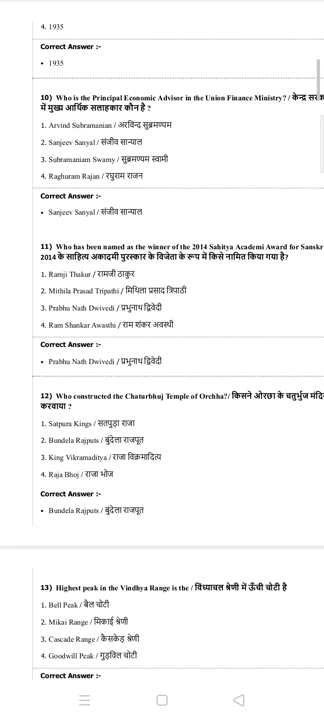 4. 1935
Correct Answer :-
• 1935
10) Who is the Principal Economic Advisor in the Union Finance Ministry? / केन्द्र
में मुख्य आर्थिक सलाहकार कौन है ?
1. Arvind Subramanian / अरविन्द सुब्रमण्यम
2. Sanjeev Sanyal / संजीव सान्याल
3. Subramaniam Swamy / सुब्रमण्यम स्वामी
4. Raghuram Rajan / रघुराम राजन
Correct Answer :-
• Sanjeev Sanyal / संजीव सान्याल
11) Who has been named as the winner of the 2014 Sahitya Academi Award for Sanskr
2014 के साहित्य अकादमी पुरस्कार के विजेता के रूप में किसे नामित किया गया है?
1. Ramji Thakur / रामजी ठाकुर
2. Mithila Prasad Tripathi / मिथिला प्रसाद त्रिपाठी
3. Prabhu Nath Dwivedi / प्रभुनाथ द्विवेदी
4. Ram Shankar Awasthi / राम शंकर अवस्थी
Correct Answer :-
• Prabhu Nath Dwivedi / प्रभुनाथ द्विवेदी
12) Who constructed the Chaturbhuj Temple of Orchha?/ किसने ओरछा के चतुर्भुज मंदि
करवाया ?
1. Satpura Kings / सतपुड़ा राजा
2. Bundela Rajputs / बुंदेला राजपूत
3. King Vikramaditya / राजा विक्रमादित्य
4. Raja Bhoj / राजा भोज
Correct Answer :-
• Bundela Rajputs / बुंदेला राजपूत
13) Highest peak in the Vindhya Range is the / विंध्याचल श्रेणी में ऊँची चोटी है
1. Bell Peak / बैल चोटी
2. Mikai Range / मिकाई श्रेणी
3. Cascade Range / कैसकेड़ श्रेणी
4. Goodwill Peak / गुडविल चोटी
Correct Answer :-